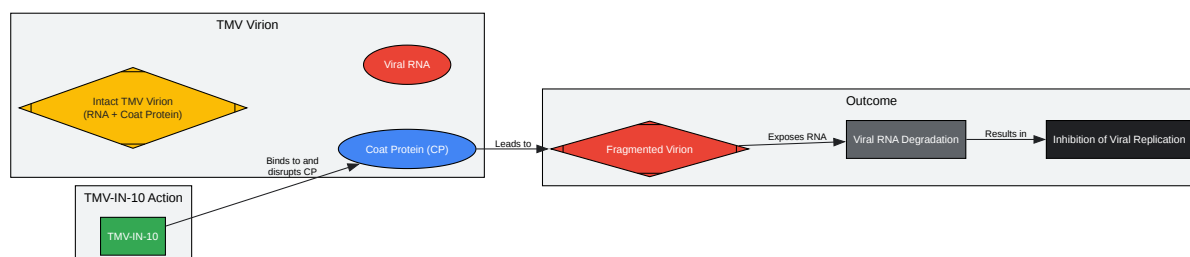 TMV Virion
Viral RNA
Intact TMV Virion
(RNA + Coat Protein)
Coat Protein (CP)
Binds to and
disrupts CP
TMV-IN-10 Action
TMV-IN-10
Leads to
Outcome
Fragmented Virion
Exposes RNA
Viral RNA Degradation
Results in
Inhibition of Viral Replication